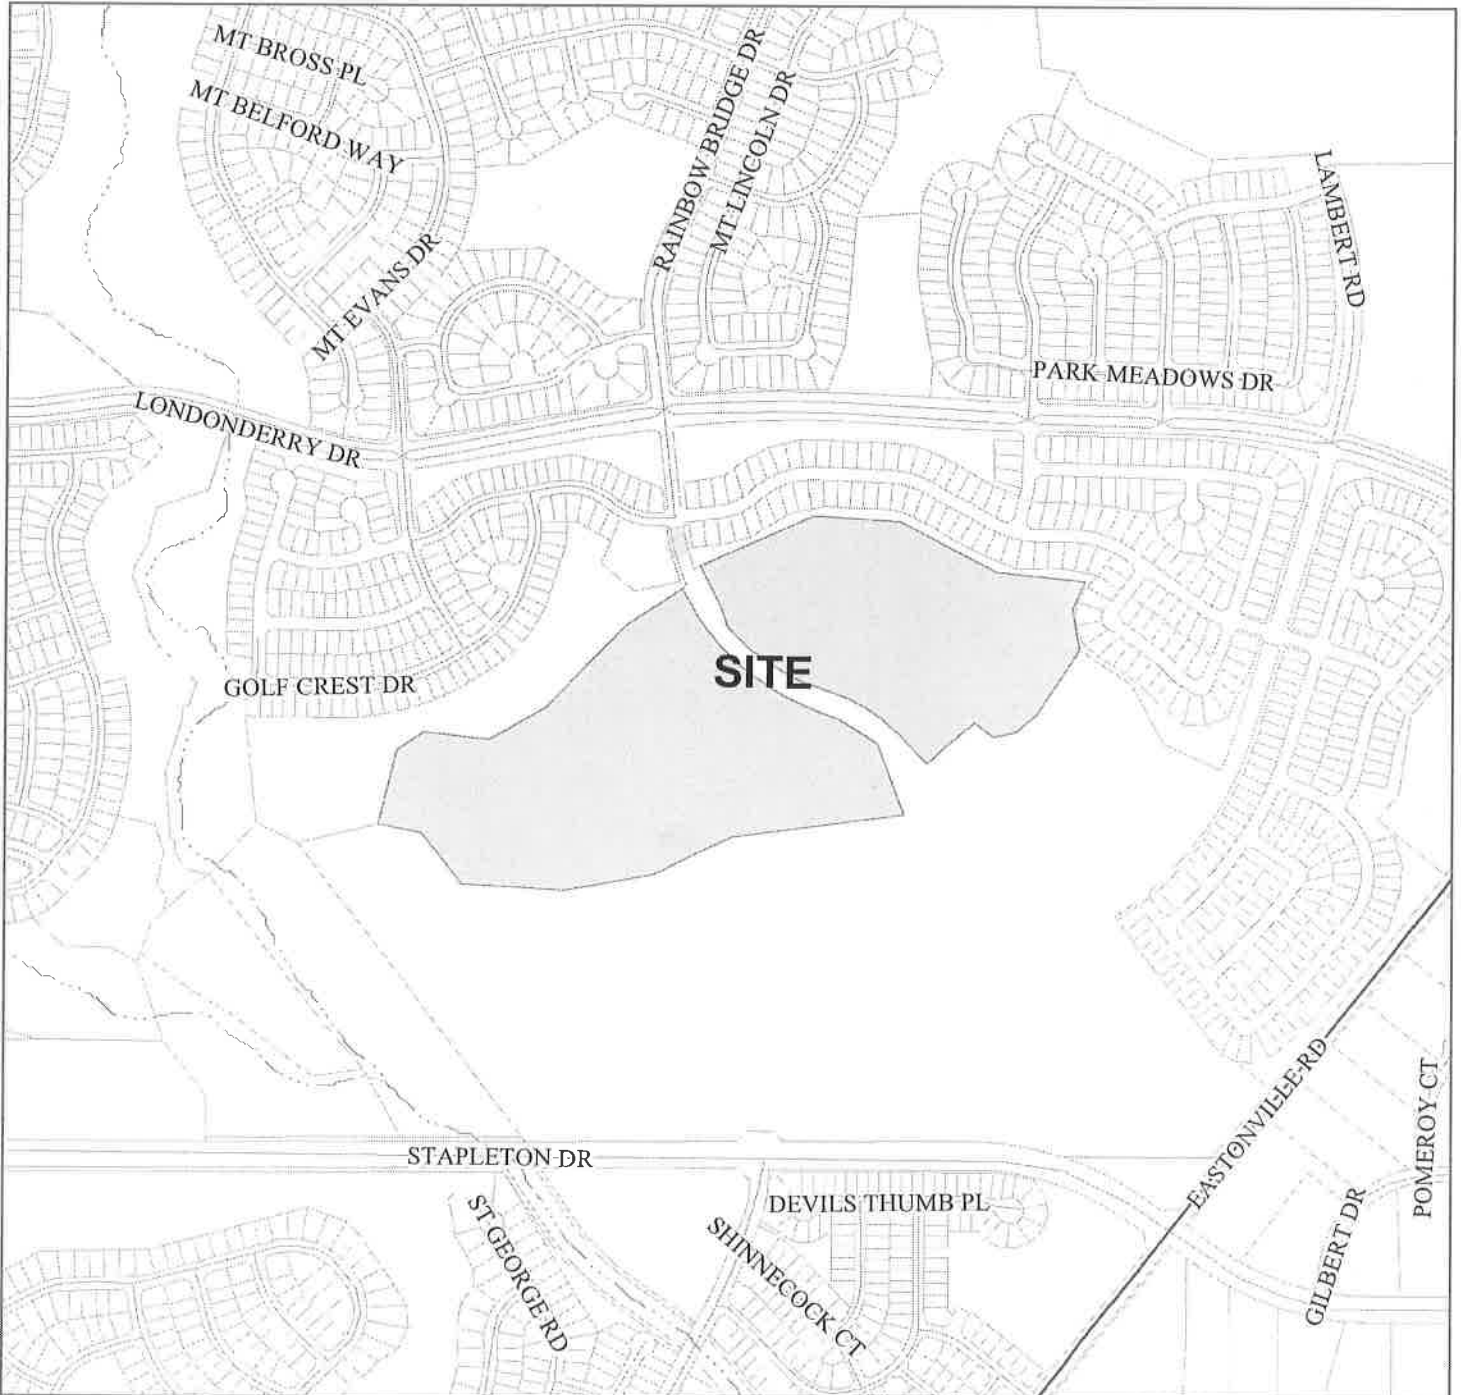 MT BROSS PL
MT BELFORD WAY
RAINBOW BRIDGE DR
MT LINCOLN DR
LAMBERT RD
MT EVANS DR
PARK MEADOWS DR
LONDONDERRY DR
SITE
GOLF CREST DR
STAPLETON DR
EASTONVILLE RD
POMEROY CT
DEVILS THUMB PL
ST GEORGE RD
SHINNECOCK CT
GILBERT DR